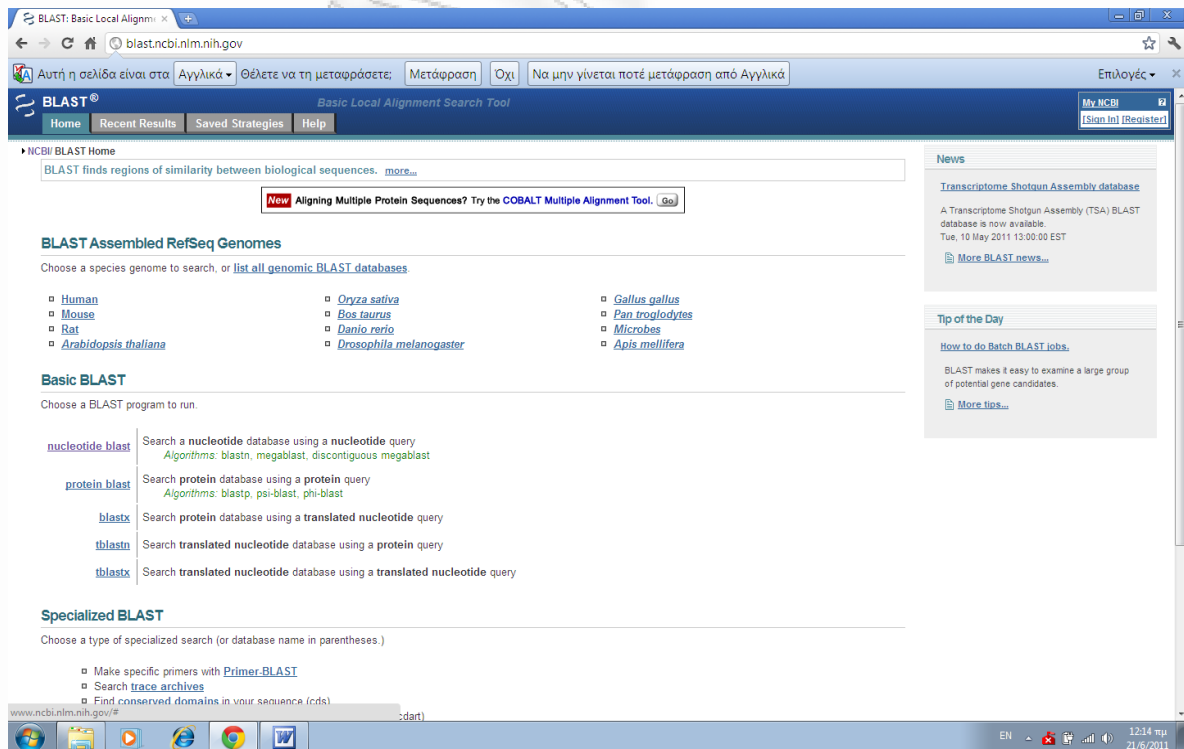 BLAST: Basic Local Alignme
blast.ncbi.nlm.nih.gov
Αυτή η σελίδα είναι στα Αγγλικά Θέλετε να τη μεταφράσετε; Μετάφραση Όχι Να μην γίνεται ποτέ μετάφραση από Αγγλικά Επιλογές
BLAST® Basic Local Alignment Search Tool
My NCBI ?
[Sign In] [Register]
Home Recent Results Saved Strategies Help
NCBI/ BLAST Home
BLAST finds regions of similarity between biological sequences. more...
New Aligning Multiple Protein Sequences? Try the COBALT Multiple Alignment Tool. Go
BLAST Assembled RefSeq Genomes
Choose a species genome to search, or list all genomic BLAST databases.
Human
Mouse
Rat
Arabidopsis thaliana
Oryza sativa
Bos taurus
Danio rerio
Drosophila melanogaster
Gallus gallus
Pan troglodytes
Microbes
Apis mellifera
Basic BLAST
Choose a BLAST program to run.
nucleotide blast Search a nucleotide database using a nucleotide query
Algorithms: blastn, megablast, discontiguous megablast
protein blast Search protein database using a protein query
Algorithms: blastp, psi-blast, phi-blast
blastx Search protein database using a translated nucleotide query
tblastn Search translated nucleotide database using a protein query
tblastx Search translated nucleotide database using a translated nucleotide query
Specialized BLAST
Choose a type of specialized search (or database name in parentheses.)
Make specific primers with Primer-BLAST
Search trace archives
Find conserved domains in your sequence (cds)
cdart)
News
Transcriptome Shotgun Assembly database
A Transcriptome Shotgun Assembly (TSA) BLAST
database is now available.
Tue, 10 May 2011 13:00:00 EST
More BLAST news...
Tip of the Day
How to do Batch BLAST jobs.
BLAST makes it easy to examine a large group
of potential gene candidates.
More tips...
www.ncbi.nlm.nih.gov/#
EN
12:14 πμ
21/6/2011